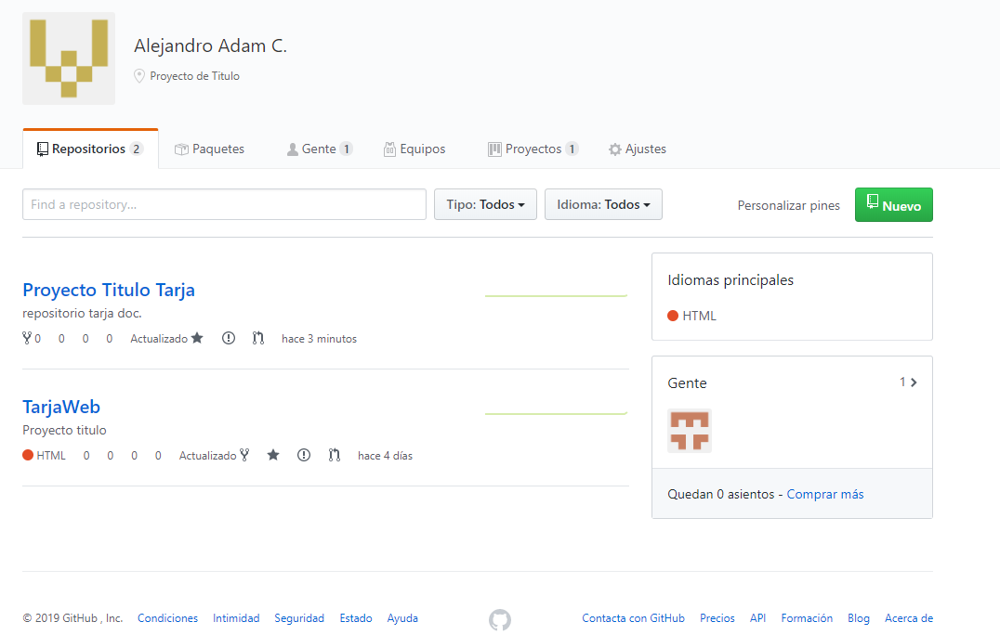 Alejandro Adam C.
Proyecto de Titulo
Repositorios 2 Paquetes Gente 1 Equipos Proyectos 1 Ajustes
Find a repository... Tipo: Todos Idioma: Todos Personalizar pines Nuevo
Proyecto Titulo Tarja
repositorio tarja doc.
0 0 0 0 Actualizado hace 3 minutos
TarjaWeb
Proyecto titulo
HTML 0 0 0 0 Actualizado hace 4 días
Idiomas principales
HTML
Gente 1
Quedan 0 asientos - Comprar más
© 2019 GitHub , Inc. Condiciones Intimidad Seguridad Estado Ayuda Contacta con GitHub Precios API Formación Blog Acerca de